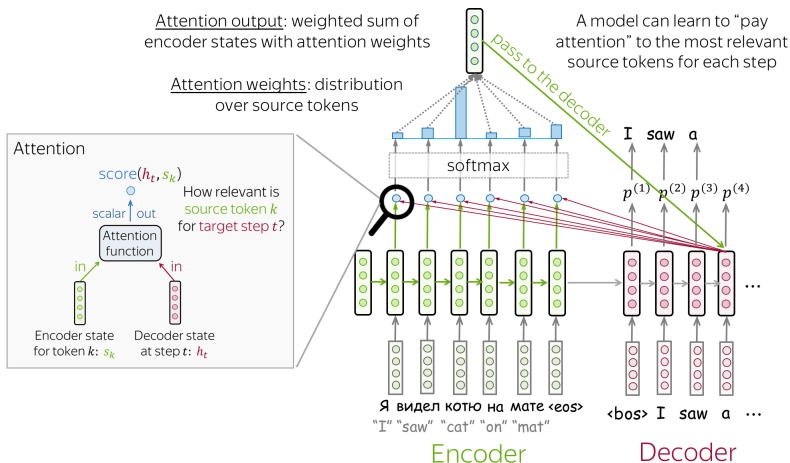 Attention output: weighted sum of
encoder states with attention weights
A model can learn to “pay
attention” to the most relevant
source tokens for each step
Attention weights: distribution
over source tokens
pass to the decoder
I saw a
softmax
p(1) p(2) p(3) p(4)
Attention
score(hₜ, sₖ)
How relevant is
source token k
for target step t?
scalar out
Attention
function
in in
Encoder state
for token k: sₖ
Decoder state
at step t: hₜ
...
Я видел котю на мате <eos>
"I" "saw" "cat" "on" "mat"
<bos> I saw a ...
Encoder
Decoder